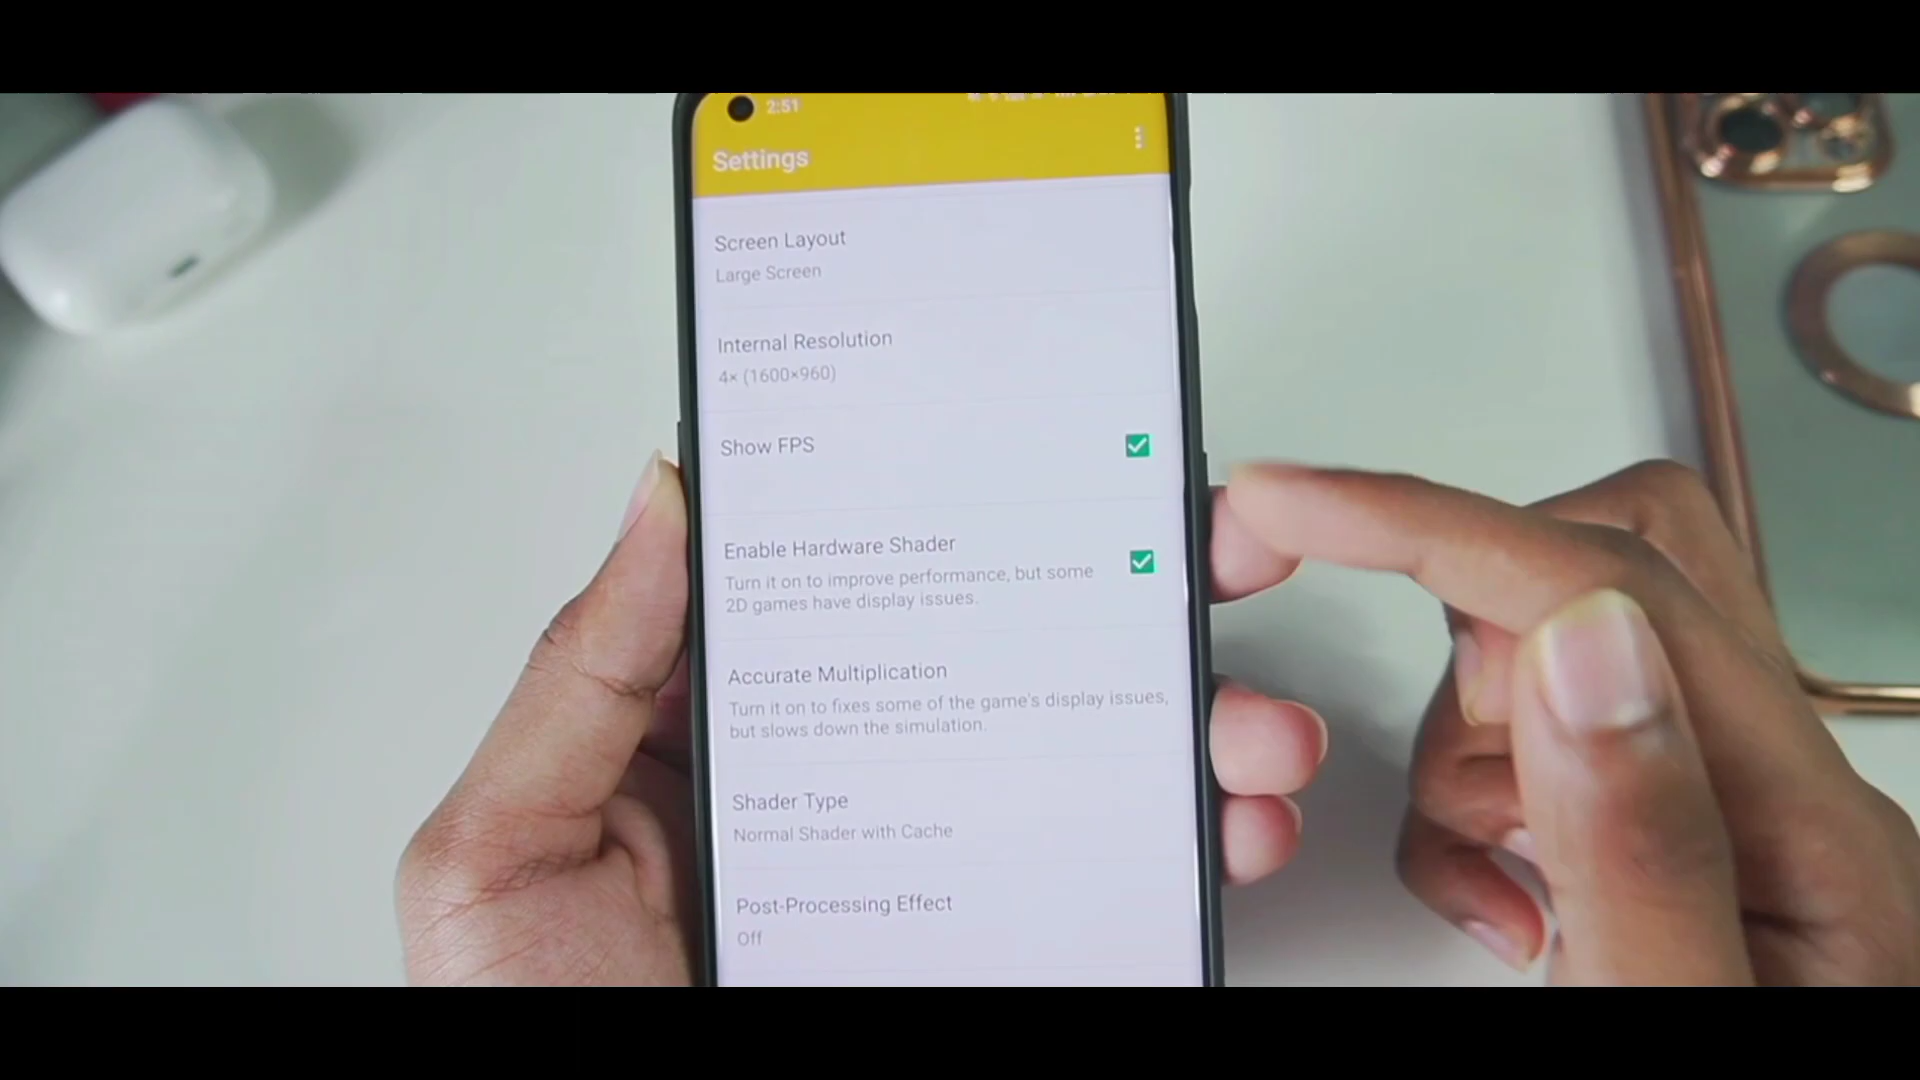 2:51
Settings
Screen Layout
Large Screen
Internal Resolution
4× (1600×960)
Show FPS
Enable Hardware Shader
Turn it on to improve performance, but some
2D games have display issues.
Accurate Multiplication
Turn it on to fixes some of the game's display issues,
but slows down the simulation.
Shader Type
Normal Shader with Cache
Post-Processing Effect
Off